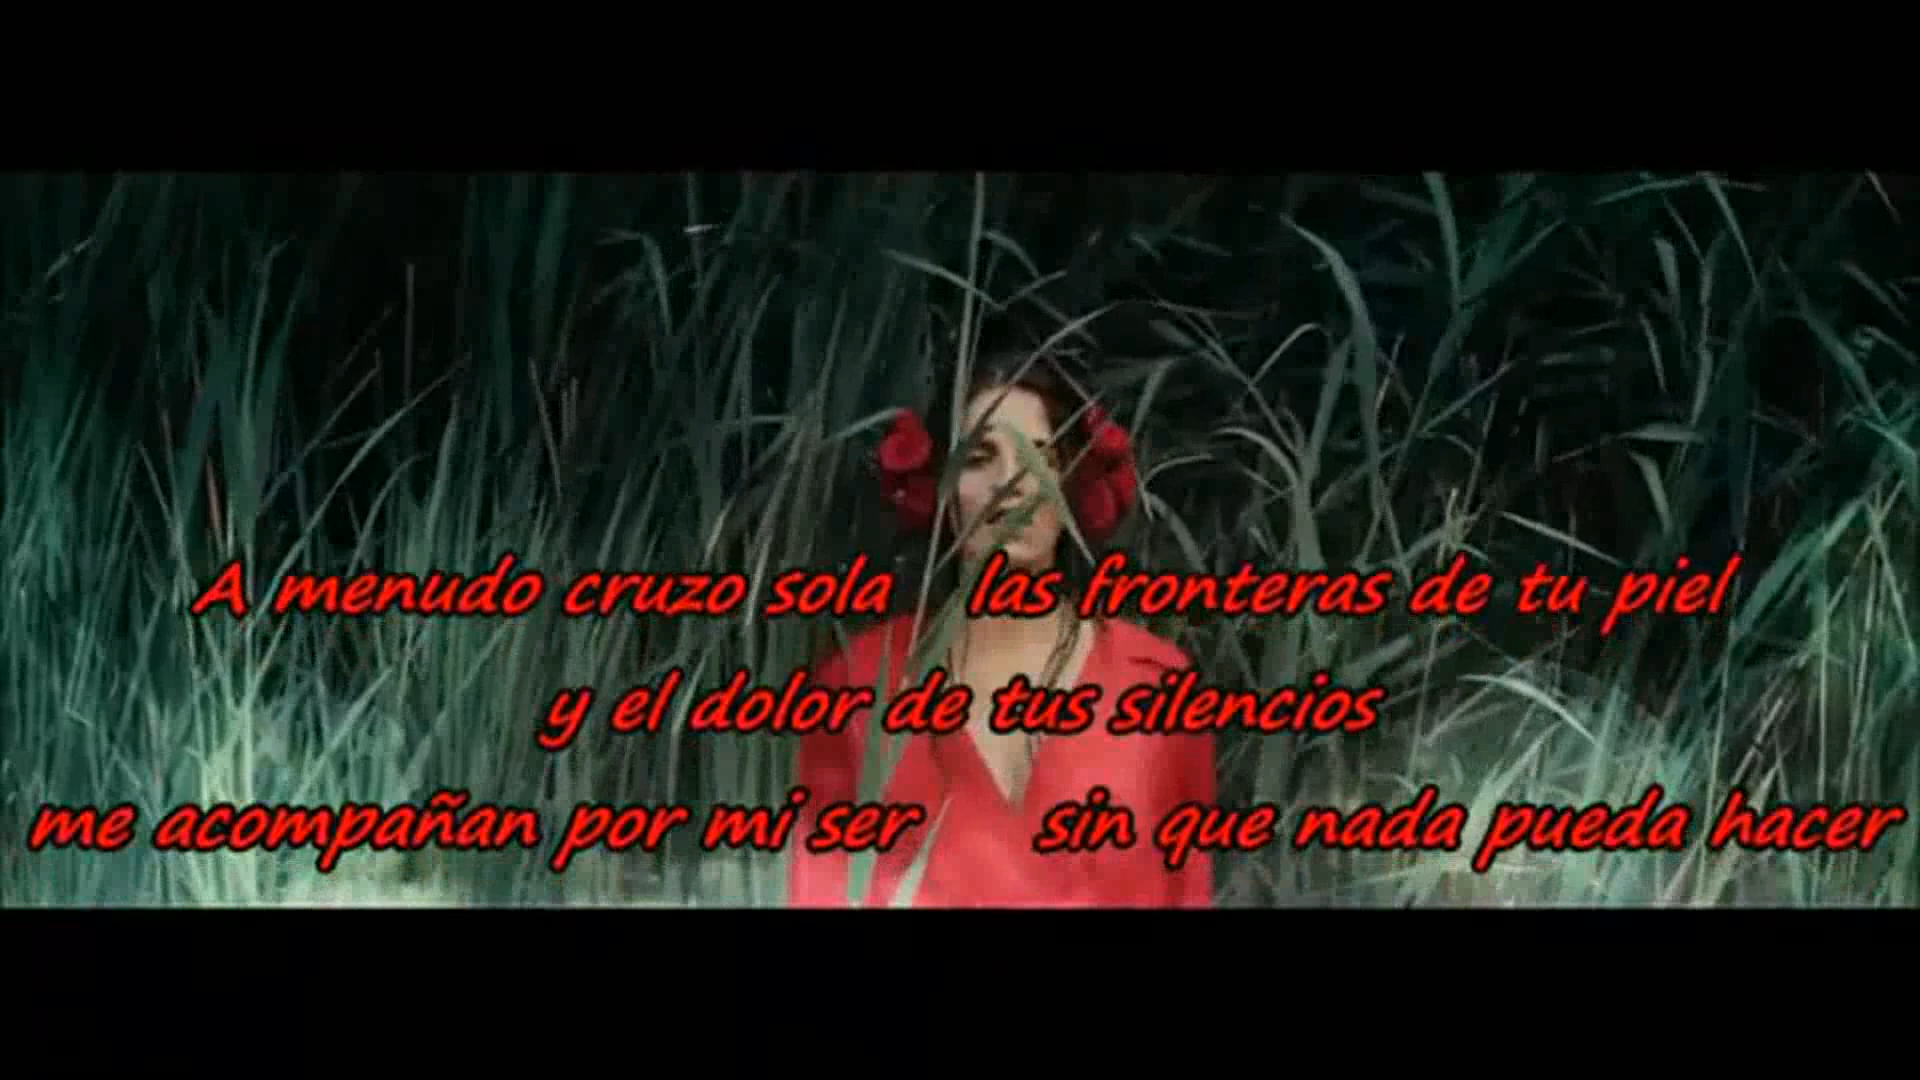 A menudo cruzo sola las fronteras de tu piel
y el dolor de tus silencios
me acompañan por mi ser sin que nada pueda hacer